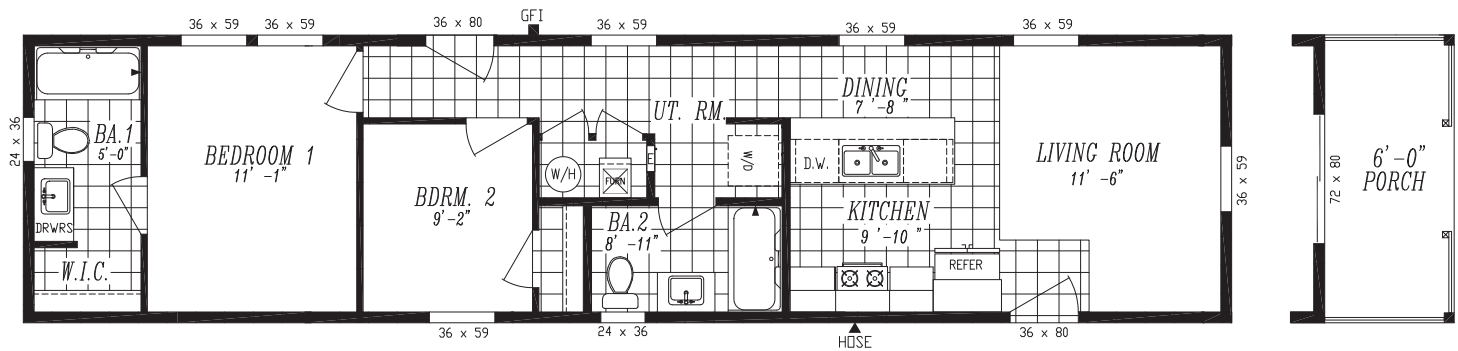 GFI
36 x 59
36 x 59
36 x 80
36 x 59
36 x 59
36 x 59
24 x 36
BA.1
5'-0"
DRWRS
W.I.C.
BEDROOM 1
11'-1"
BDRM. 2
9'-2"
UT. RM.
W/H
FURN
E
W/D
BA.2
8'-11"
DINING
7'-8"
D.W.
KITCHEN
9'-10"
REFER
LIVING ROOM
11'-6"
36 x 59
72 x 80
6'-0"
PORCH
36 x 59
24 x 36
HOSE
36 x 80